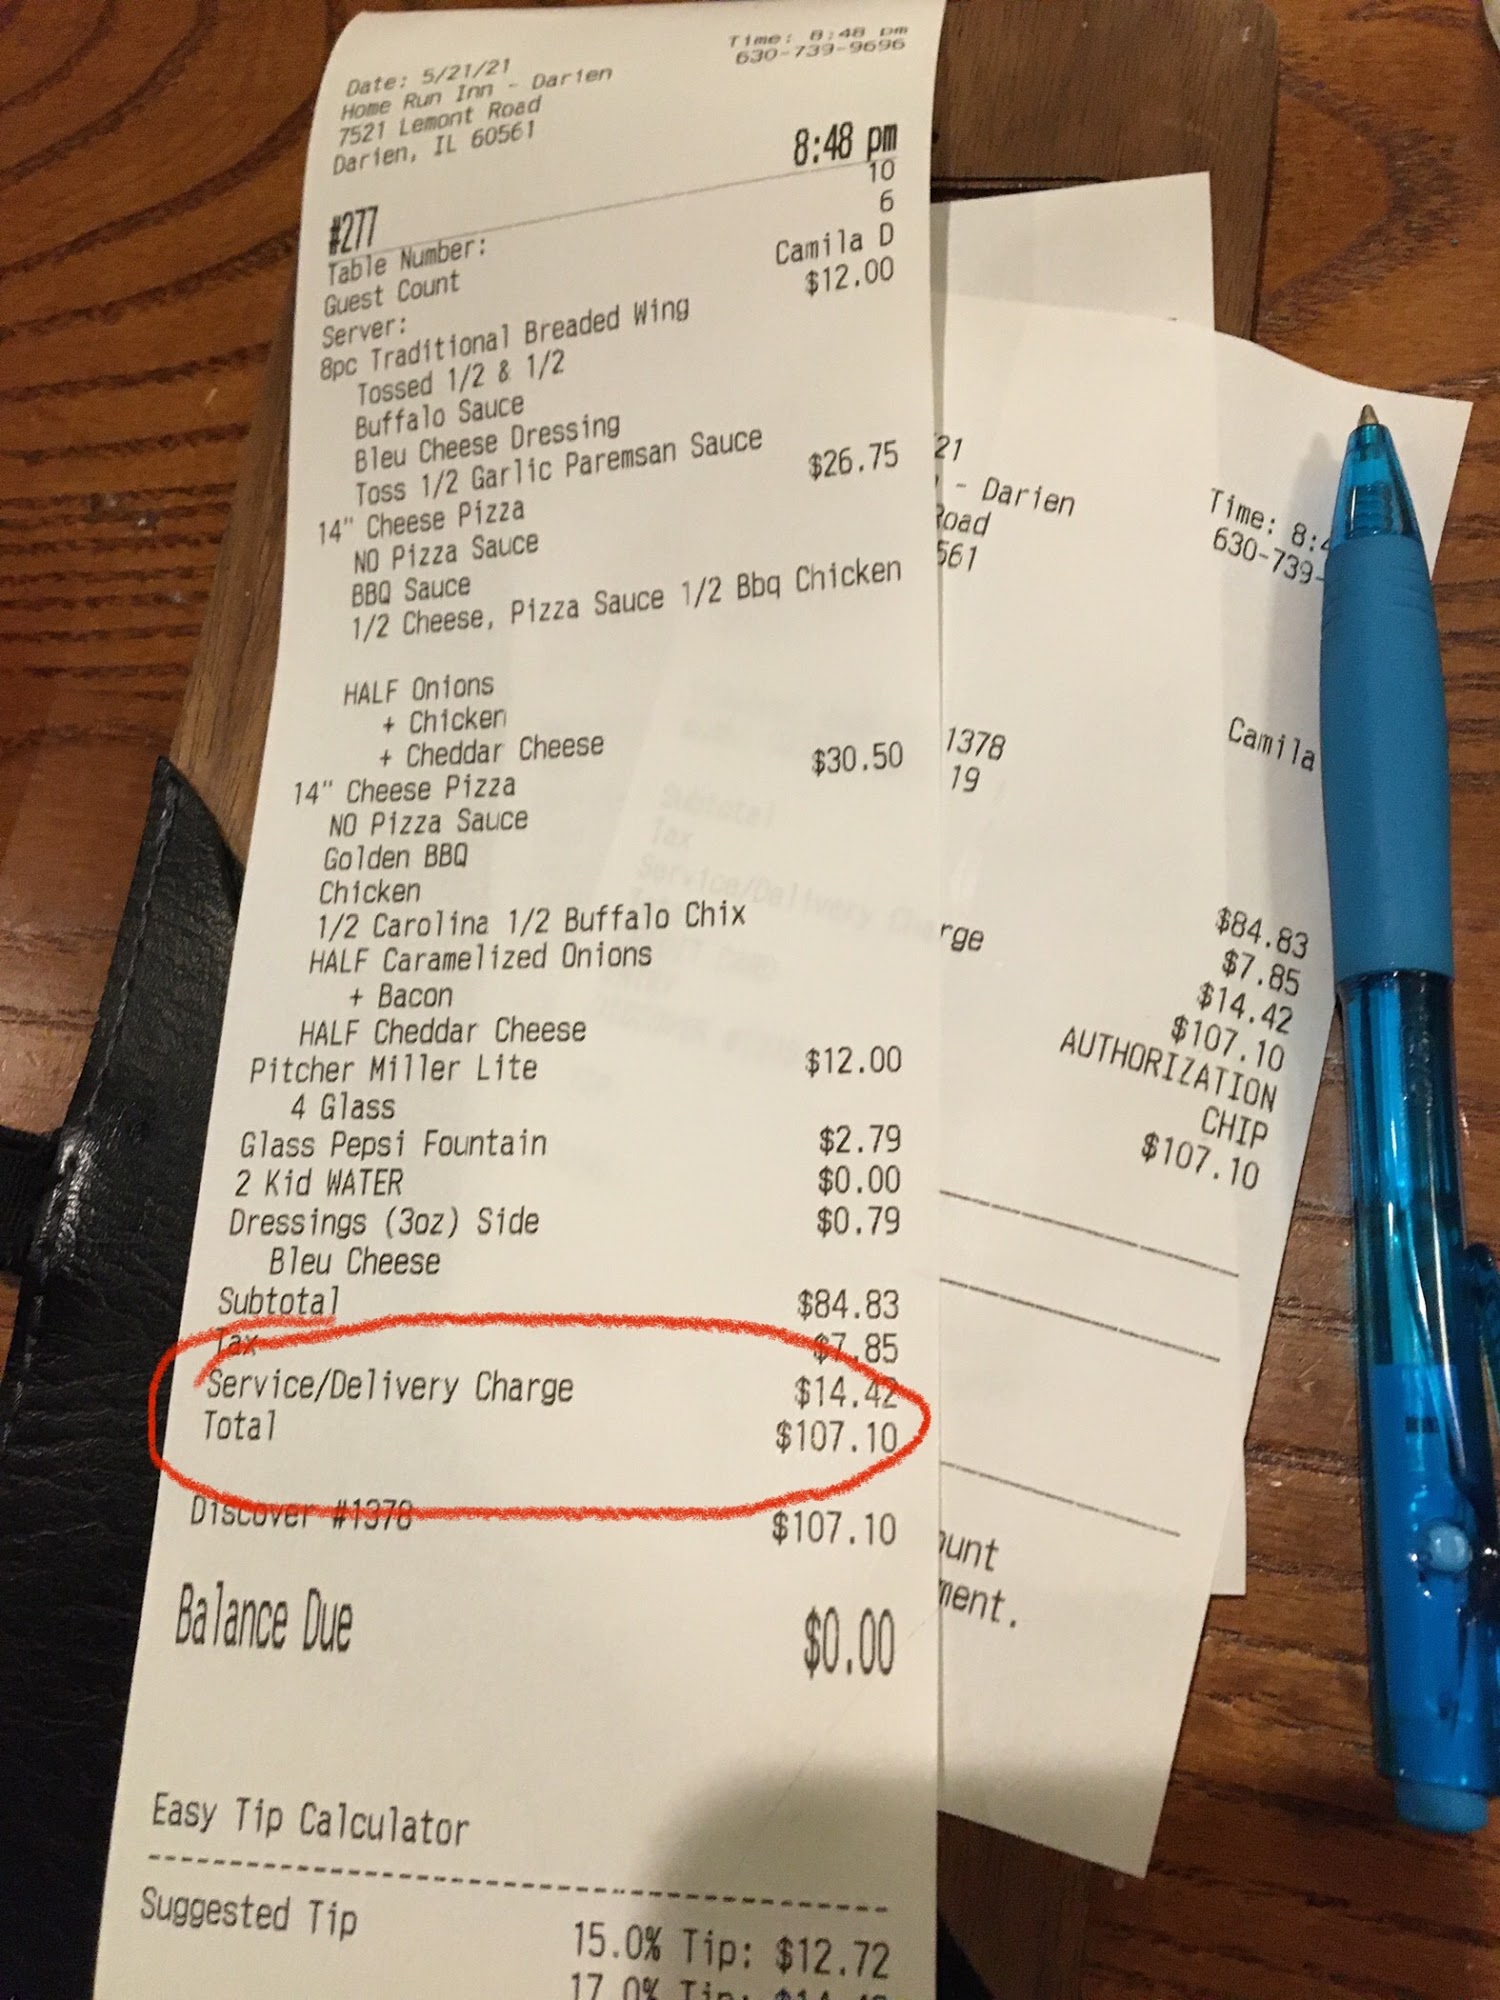 Date: 5/21/21 Time: 8:48 pm
Home Run Inn - Darien 630-739-9696
7521 Lemont Road
Darien, IL 60561
#277 8:48 pm
Table Number: 10
Guest Count 6
Server: Camila D
8pc Traditional Breaded Wing $12.00
Tossed 1/2 & 1/2
Buffalo Sauce
Bleu Cheese Dressing
Toss 1/2 Garlic Paremsan Sauce
14" Cheese Pizza $26.75
NO Pizza Sauce
BBQ Sauce
1/2 Cheese, Pizza Sauce 1/2 Bbq Chicken
HALF Onions
+ Chicken
+ Cheddar Cheese
14" Cheese Pizza $30.50
NO Pizza Sauce
Golden BBQ
Chicken
1/2 Carolina 1/2 Buffalo Chix
HALF Caramelized Onions
+ Bacon
HALF Cheddar Cheese
Pitcher Miller Lite $12.00
4 Glass
Glass Pepsi Fountain $2.79
2 Kid WATER $0.00
Dressings (3oz) Side $0.79
Bleu Cheese
Subtotal $84.83
Tax $7.85
Service/Delivery Charge $14.42
Total $107.10
Discover #1378 $107.10
Balance Due $0.00
Easy Tip Calculator
Suggested Tip 15.0% Tip: $12.72
17.0% Tip:
21 Time: 8:4
- Darien 630-739-
Road
561
1378 Camila
19
$84.83
$7.85
rge $14.42
$107.10
AUTHORIZATION
CHIP
$107.10
ount
ment.